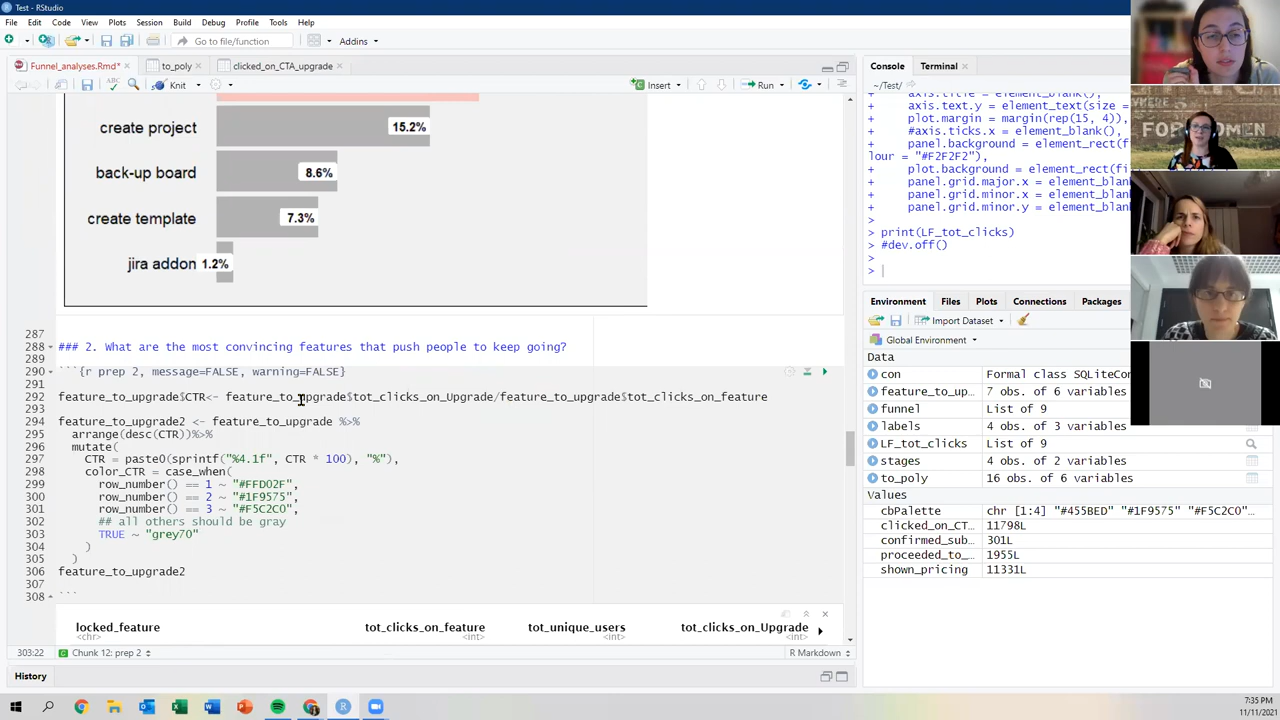 Test - RStudio
File Edit Code View Plots Session Build Debug Profile Tools Help
Go to file/function Addins
Funnel_analyses.Rmd* to_poly clicked_on_CTA_upgrade
Knit Insert Run
create project 15.2%
back-up board 8.6%
create template 7.3%
jira addon 1.2%
287
288 ### 2. What are the most convincing features that push people to keep going?
289
290 ```{r prep 2, message=FALSE, warning=FALSE}
291
292 feature_to_upgrade$CTR<- feature_to_upgrade$tot_clicks_on_Upgrade/feature_to_upgrade$tot_clicks_on_feature
293
294 feature_to_upgrade2 <- feature_to_upgrade %>%
295 arrange(desc(CTR))%>%
296 mutate(
297 CTR = paste0(sprintf("%4.1f", CTR * 100), "%"),
298 color_CTR = case_when(
299 row_number() == 1 ~ "#FFD02F",
300 row_number() == 2 ~ "#1F9575",
301 row_number() == 3 ~ "#F5C2C0",
302 ## all others should be gray
303 TRUE ~ "grey70"
304 )
305 )
306 feature_to_upgrade2
307
308 ```
locked_feature tot_clicks_on_feature tot_unique_users tot_clicks_on_Upgrade
<chr> <int> <int> <int>
303:22 Chunk 12: prep 2 R Markdown
History
Console Terminal
~/Test/
+ axis.title = element_blank(),
+ axis.text.y = element_text(size =
+ plot.margin = margin(rep(15, 4)),
+ #axis.ticks.x = element_blank(),
+ panel.background = element_rect(fi
lour = "#F2F2F2"),
+ plot.background = element_rect(fi
+ panel.grid.major.x = element_blank
+ panel.grid.minor.x = element_blank
+ panel.grid.minor.y = element_blank
>
> print(LF_tot_clicks)
> #dev.off()
>
>
Environment Files Plots Connections Packages
Import Dataset
Global Environment
Data
con Formal class SQLiteCon
feature_to_up… 7 obs. of 6 variables
funnel List of 9
labels 4 obs. of 3 variables
LF_tot_clicks List of 9
stages 4 obs. of 2 variables
to_poly 16 obs. of 6 variables
Values
cbPalette chr [1:4] "#455BED" "#1F9575" "#F5C2C0"…
clicked_on_CT… 11798L
confirmed_sub… 301L
proceeded_to_… 1955L
shown_pricing 11331L
FOR WOMEN
7:35 PM
11/11/2021